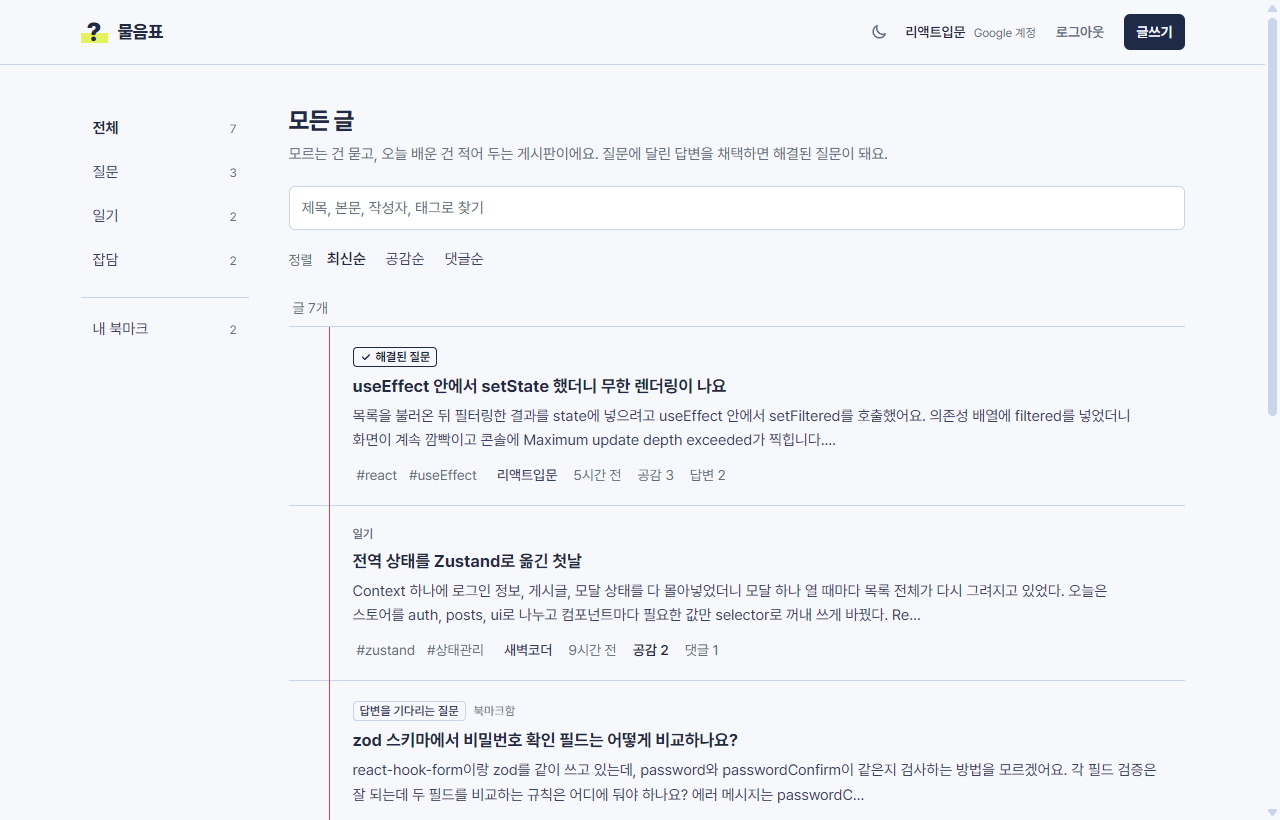 ? 물음표
리액트입문 Google 계정 로그아웃 글쓰기
전체 7
질문 3
일기 2
잡담 2
내 북마크 2
모든 글
모르는 건 묻고, 오늘 배운 건 적어 두는 게시판이에요. 질문에 달린 답변을 채택하면 해결된 질문이 돼요.
제목, 본문, 작성자, 태그로 찾기
정렬 최신순 공감순 댓글순
글 7개
해결된 질문
useEffect 안에서 setState 했더니 무한 렌더링이 나요
목록을 불러온 뒤 필터링한 결과를 state에 넣으려고 useEffect 안에서 setFiltered를 호출했어요. 의존성 배열에 filtered를 넣었더니
화면이 계속 깜빡이고 콘솔에 Maximum update depth exceeded가 찍힙니다....
#react #useEffect 리액트입문 5시간 전 공감 3 답변 2
일기
전역 상태를 Zustand로 옮긴 첫날
Context 하나에 로그인 정보, 게시글, 모달 상태를 다 몰아넣었더니 모달 하나 열 때마다 목록 전체가 다시 그려지고 있었다. 오늘은
스토어를 auth, posts, ui로 나누고 컴포넌트마다 필요한 값만 selector로 꺼내 쓰게 바꿨다. Re...
#zustand #상태관리 새벽코더 9시간 전 공감 2 댓글 1
답변을 기다리는 질문 북마크함
zod 스키마에서 비밀번호 확인 필드는 어떻게 비교하나요?
react-hook-form이랑 zod를 같이 쓰고 있는데, password와 passwordConfirm이 같은지 검사하는 방법을 모르겠어요. 각 필드 검증은
잘 되는데 두 필드를 비교하는 규칙은 어디에 둬야 하나요? 에러 메시지는 passwordC...